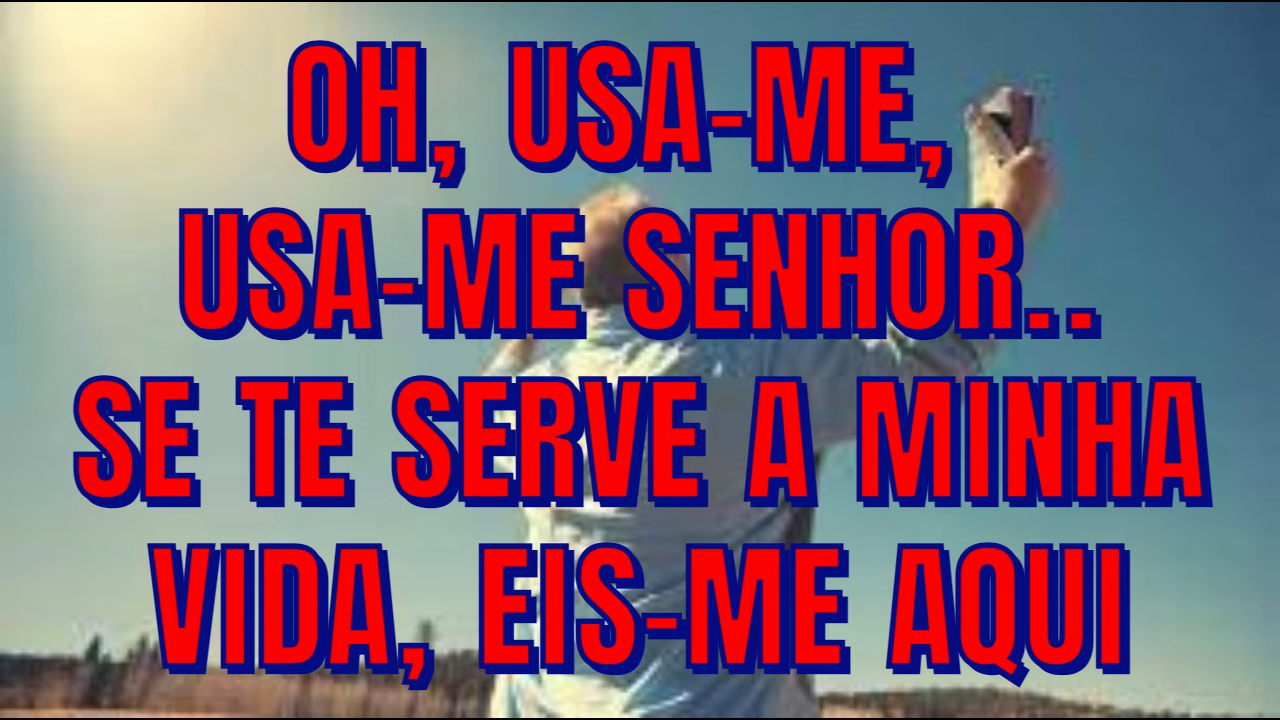 OH, USA-ME,
USA-ME SENHOR..
SE TE SERVE A MINHA
VIDA, EIS-ME AQUI